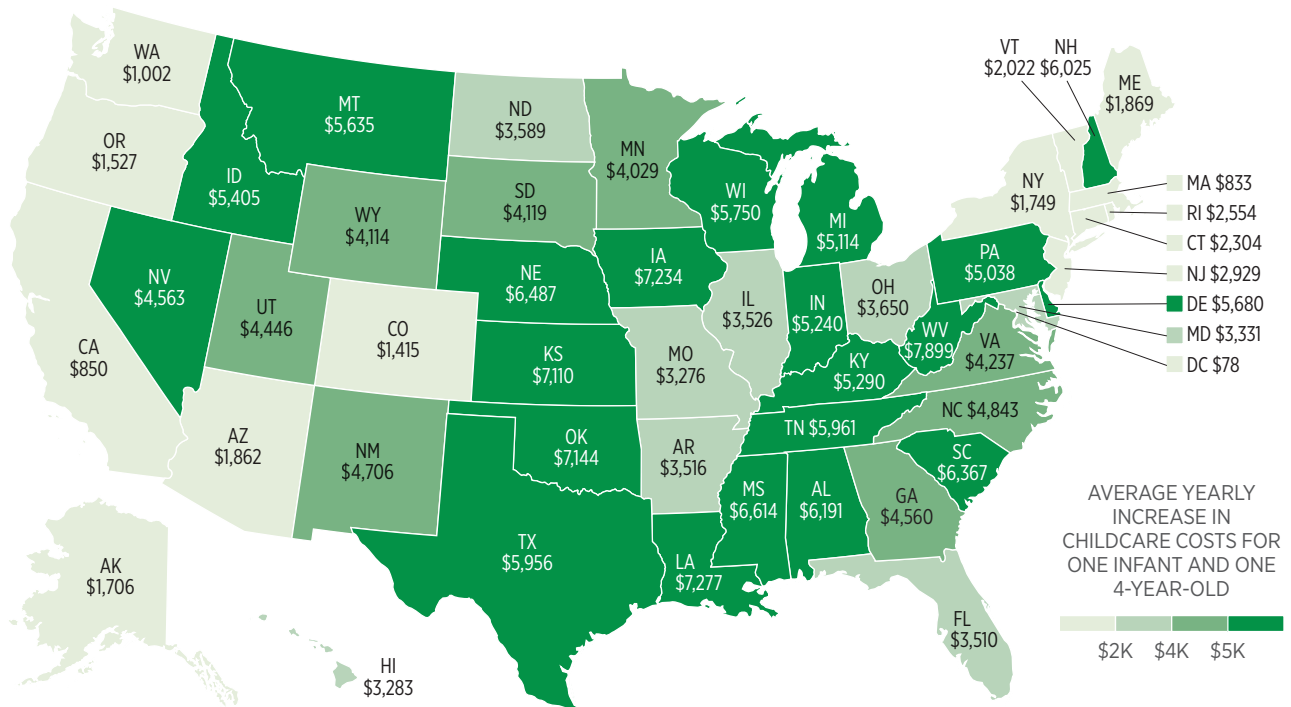 WA
$1,002
OR
$1,527
CA
$850
NV
$4,563
ID
$5,405
MT
$5,635
WY
$4,114
UT
$4,446
CO
$1,415
AZ
$1,862
NM
$4,706
ND
$3,589
SD
$4,119
NE
$6,487
KS
$7,110
OK
$7,144
TX
$5,956
MN
$4,029
IA
$7,234
MO
$3,276
AR
$3,516
LA
$7,277
WI
$5,750
IL
$3,526
MI
$5,114
IN
$5,240
OH
$3,650
KY
$5,290
TN $5,961
MS
$6,614
AL
$6,191
GA
$4,560
FL
$3,510
SC
$6,367
NC $4,843
VA
$4,237
WV
$7,899
PA
$5,038
NY
$1,749
VT
$2,022
NH
$6,025
ME
$1,869
MA $833
RI $2,554
CT $2,304
NJ $2,929
DE $5,680
MD $3,331
DC $78
AK
$1,706
HI
$3,283
AVERAGE YEARLY
INCREASE IN
CHILDCARE COSTS FOR
ONE INFANT AND ONE
4-YEAR-OLD
$2K $4K $5K